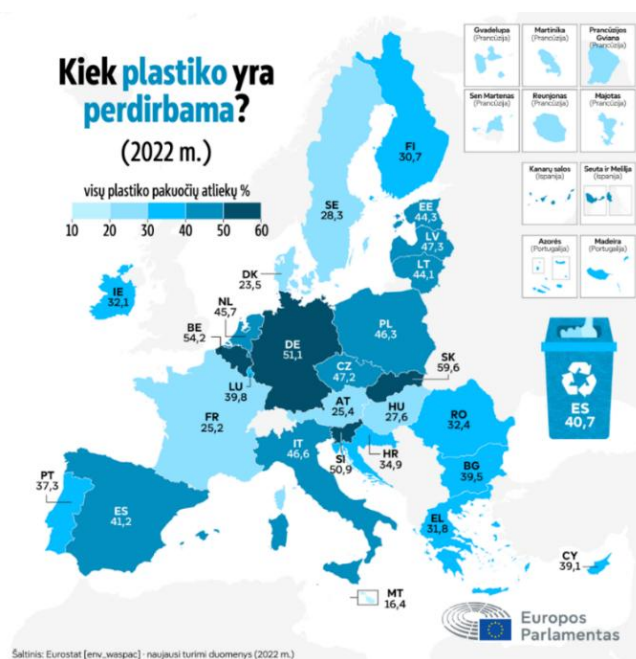 Kiek plastiko yra
perdirbama?
(2022 m.)
visų plastiko pakuočių atliekų %
10 20 30 40 50 60
Gvadelupa
(Prancūzija)
Martinika
(Prancūzija)
Prancūzijos
Gviana
(Prancūzija)
Sen Martenas
(Prancūzija)
Reunjonas
(Prancūzija)
Majotas
(Prancūzija)
Kanarų salos
(Ispanija)
Seuta ir Melilja
(Ispanija)
Azorės
(Portugalija)
Madeira
(Portugalija)
FI
30,7
SE
28,3
EE
44,3
LV
47,3
LT
44,1
DK
23,5
IE
32,1
NL
45,7
BE
54,2
DE
51,1
PL
46,3
CZ
47,2
SK
59,6
LU
39,8
AT
25,4
HU
27,6
FR
25,2
RO
32,4
IT
46,6
SI
50,9
HR
34,9
PT
37,3
ES
41,2
BG
39,5
EL
31,8
CY
39,1
MT
16,4
ES
40,7
Europos
Parlamentas
Šaltinis: Eurostat [env_waspac] - naujausi turimi duomenys (2022 m.)